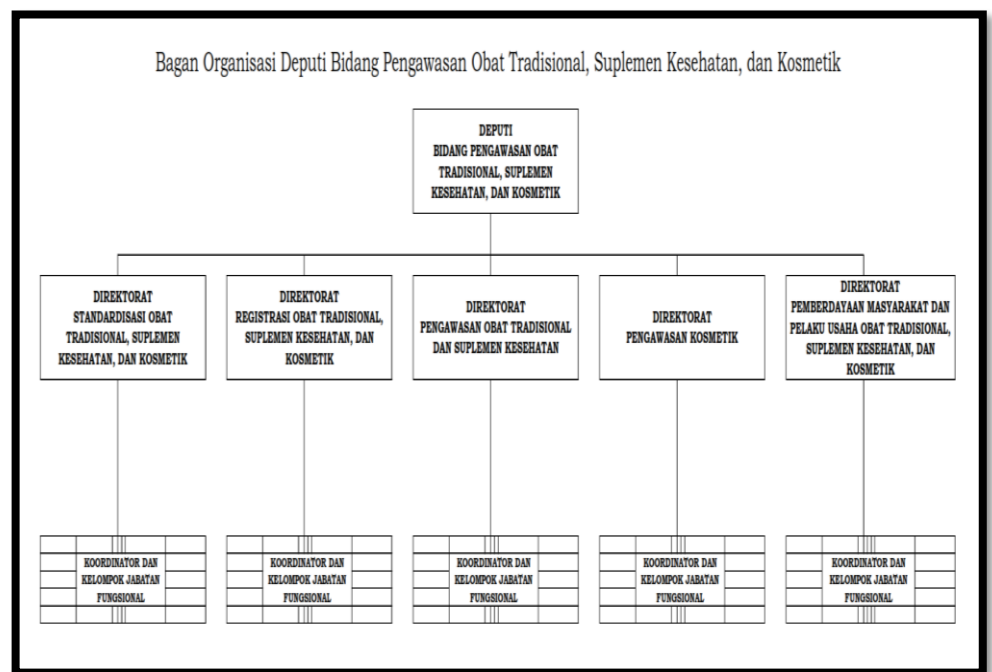 Bagan Organisasi Deputi Bidang Pengawasan Obat Tradisional, Suplemen Kesehatan, dan Kosmetik
DEPUTI
BIDANG PENGAWASAN OBAT
TRADISIONAL, SUPLEMEN
KESEHATAN, DAN KOSMETIK
DIREKTORAT
STANDARDISASI OBAT
TRADISIONAL, SUPLEMEN
KESEHATAN, DAN KOSMETIK
DIREKTORAT
REGISTRASI OBAT TRADISIONAL,
SUPLEMEN KESEHATAN, DAN
KOSMETIK
DIREKTORAT
PENGAWASAN OBAT TRADISIONAL
DAN SUPLEMEN KESEHATAN
DIREKTORAT
PENGAWASAN KOSMETIK
DIREKTORAT
PEMBERDAYAAN MASYARAKAT DAN
PELAKU USAHA OBAT TRADISIONAL,
SUPLEMEN KESEHATAN, DAN
KOSMETIK
KOORDINATOR DAN
KELOMPOK JABATAN
FUNGSIONAL
KOORDINATOR DAN
KELOMPOK JABATAN
FUNGSIONAL
KOORDINATOR DAN
KELOMPOK JABATAN
FUNGSIONAL
KOORDINATOR DAN
KELOMPOK JABATAN
FUNGSIONAL
KOORDINATOR DAN
KELOMPOK JABATAN
FUNGSIONAL